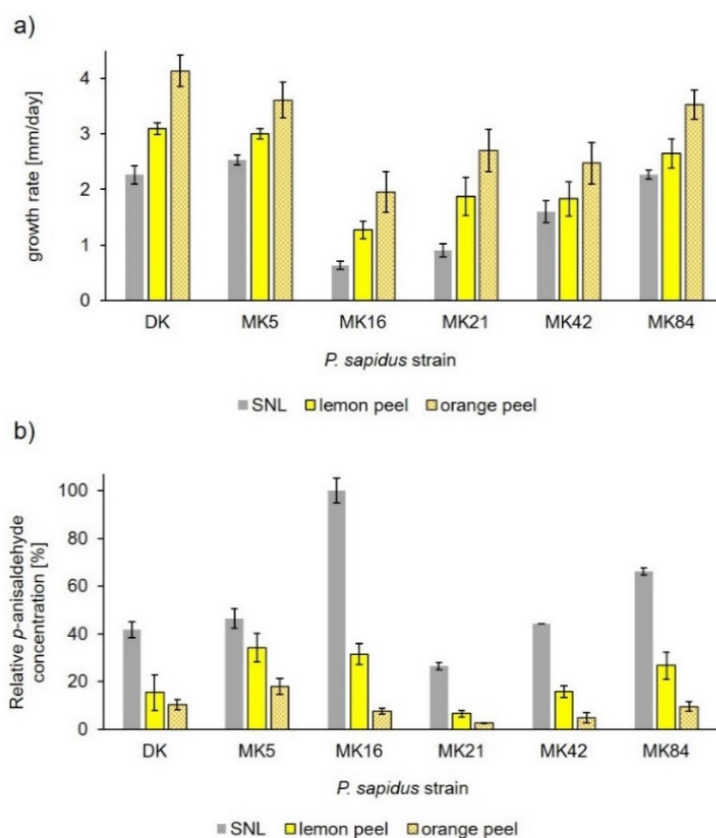 a)
growth rate [mm/day]
4
3
2
1
0
DK MK5 MK16 MK21 MK42 MK84
P. sapidus strain
SNL lemon peel orange peel
b)
Relative p-anisaldehyde
concentration [%]
100
80
60
40
20
0
DK MK5 MK16 MK21 MK42 MK84
P. sapidus strain
SNL lemon peel orange peel